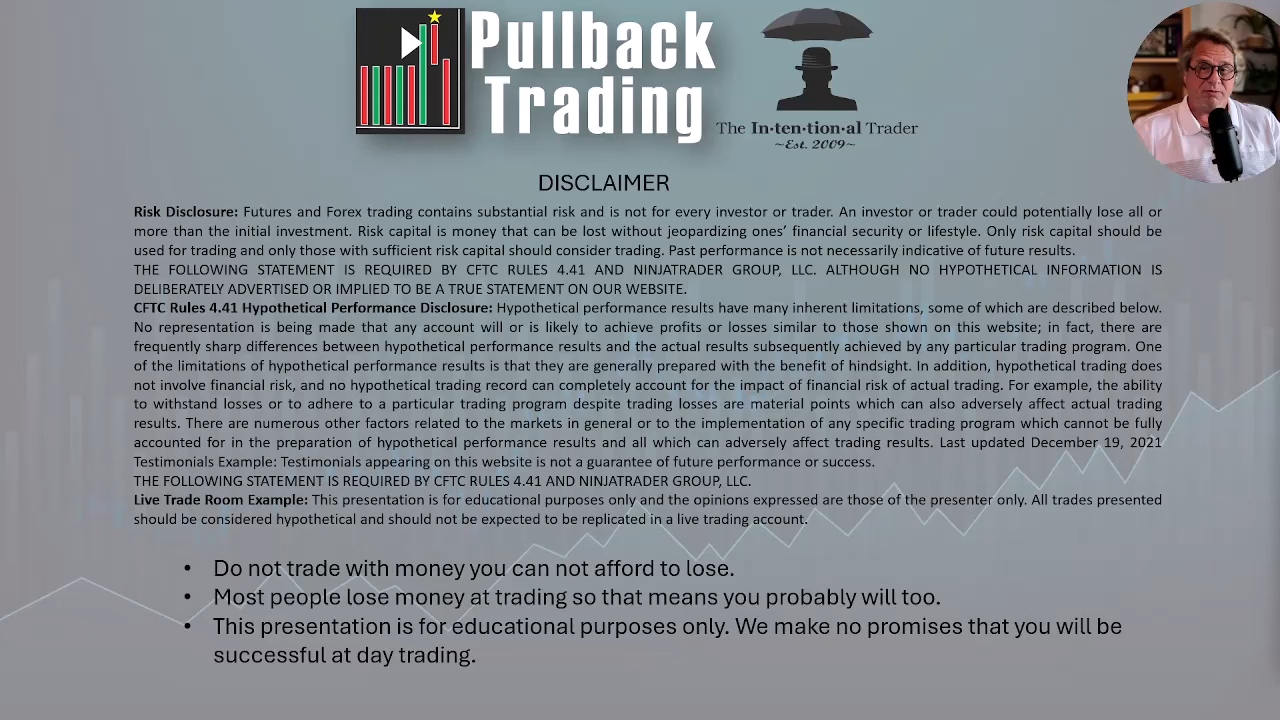 Pullback
Trading
The In•ten•tion•al Trader
~Est. 2009~
DISCLAIMER
Risk Disclosure: Futures and Forex trading contains substantial risk and is not for every investor or trader. An investor or trader could potentially lose all or
more than the initial investment. Risk capital is money that can be lost without jeopardizing ones’ financial security or lifestyle. Only risk capital should be
used for trading and only those with sufficient risk capital should consider trading. Past performance is not necessarily indicative of future results.
THE FOLLOWING STATEMENT IS REQUIRED BY CFTC RULES 4.41 AND NINJATRADER GROUP, LLC. ALTHOUGH NO HYPOTHETICAL INFORMATION IS
DELIBERATELY ADVERTISED OR IMPLIED TO BE A TRUE STATEMENT ON OUR WEBSITE.
CFTC Rules 4.41 Hypothetical Performance Disclosure: Hypothetical performance results have many inherent limitations, some of which are described below.
No representation is being made that any account will or is likely to achieve profits or losses similar to those shown on this website; in fact, there are
frequently sharp differences between hypothetical performance results and the actual results subsequently achieved by any particular trading program. One
of the limitations of hypothetical performance results is that they are generally prepared with the benefit of hindsight. In addition, hypothetical trading does
not involve financial risk, and no hypothetical trading record can completely account for the impact of financial risk of actual trading. For example, the ability
to withstand losses or to adhere to a particular trading program despite trading losses are material points which can also adversely affect actual trading
results. There are numerous other factors related to the markets in general or to the implementation of any specific trading program which cannot be fully
accounted for in the preparation of hypothetical performance results and all which can adversely affect trading results. Last updated December 19, 2021
Testimonials Example: Testimonials appearing on this website is not a guarantee of future performance or success.
THE FOLLOWING STATEMENT IS REQUIRED BY CFTC RULES 4.41 AND NINJATRADER GROUP, LLC.
Live Trade Room Example: This presentation is for educational purposes only and the opinions expressed are those of the presenter only. All trades presented
should be considered hypothetical and should not be expected to be replicated in a live trading account.
• Do not trade with money you can not afford to lose.
• Most people lose money at trading so that means you probably will too.
• This presentation is for educational purposes only. We make no promises that you will be
successful at day trading.